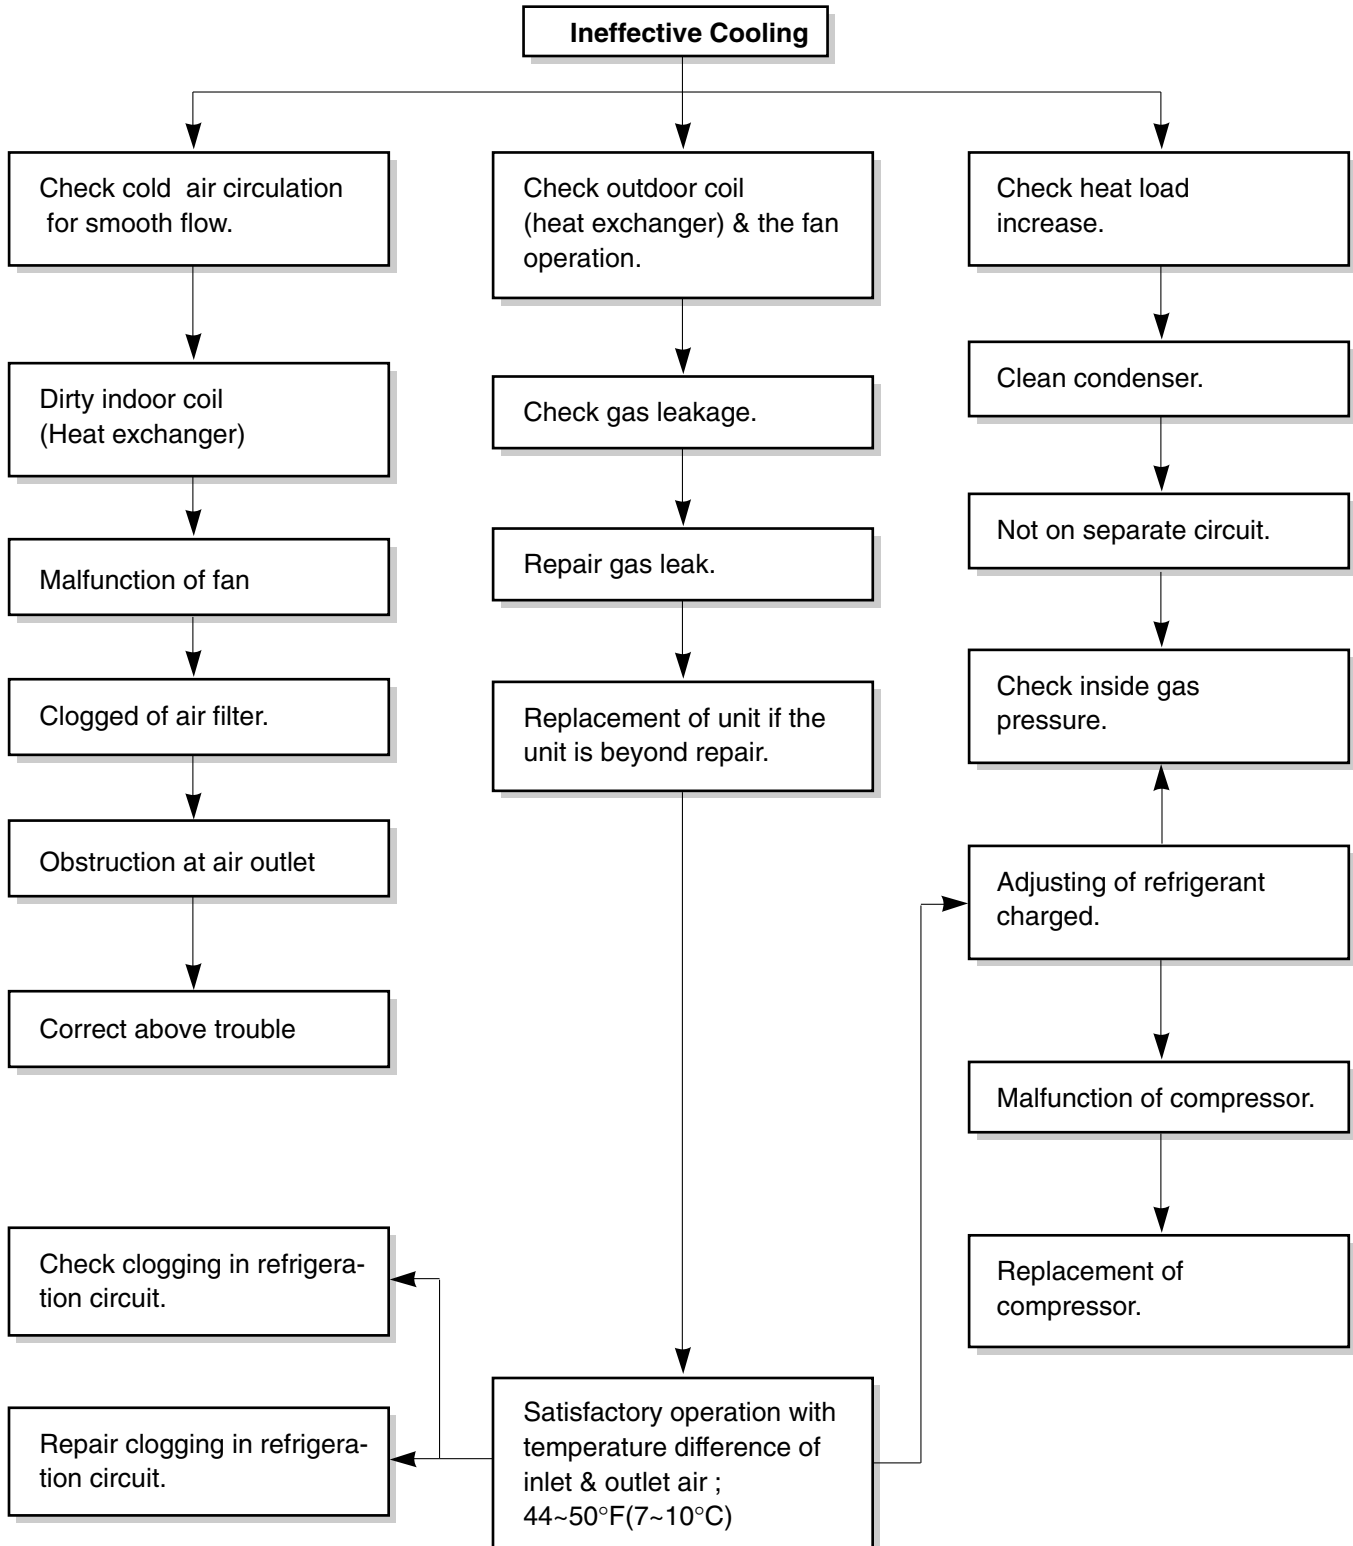 Ineffective Cooling
Check cold air circulation
for smooth flow.
Dirty indoor coil
(Heat exchanger)
Malfunction of fan
Clogged of air filter.
Obstruction at air outlet
Correct above trouble
Check clogging in refrigera-
tion circuit.
Repair clogging in refrigera-
tion circuit.
Check outdoor coil
(heat exchanger) & the fan
operation.
Check gas leakage.
Repair gas leak.
Replacement of unit if the
unit is beyond repair.
Satisfactory operation with
temperature difference of
inlet & outlet air ;
44~50°F(7~10°C)
Check heat load
increase.
Clean condenser.
Not on separate circuit.
Check inside gas
pressure.
Adjusting of refrigerant
charged.
Malfunction of compressor.
Replacement of
compressor.